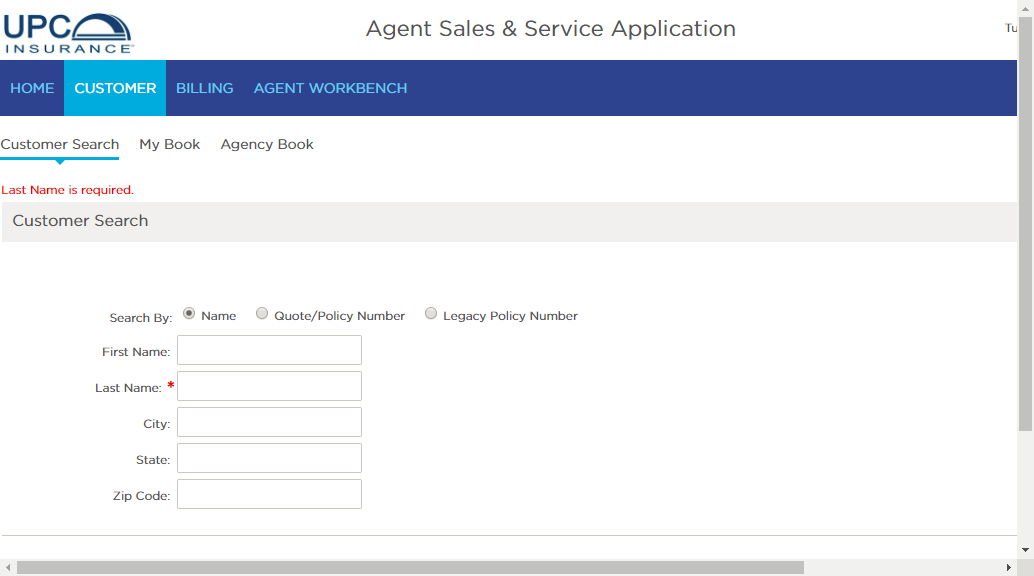 UPC
INSURANCE
Agent Sales & Service Application
Tu
HOME CUSTOMER BILLING AGENT WORKBENCH
Customer Search My Book Agency Book
Last Name is required.
Customer Search
Search By: Name Quote/Policy Number Legacy Policy Number
First Name:
Last Name: *
City:
State:
Zip Code: